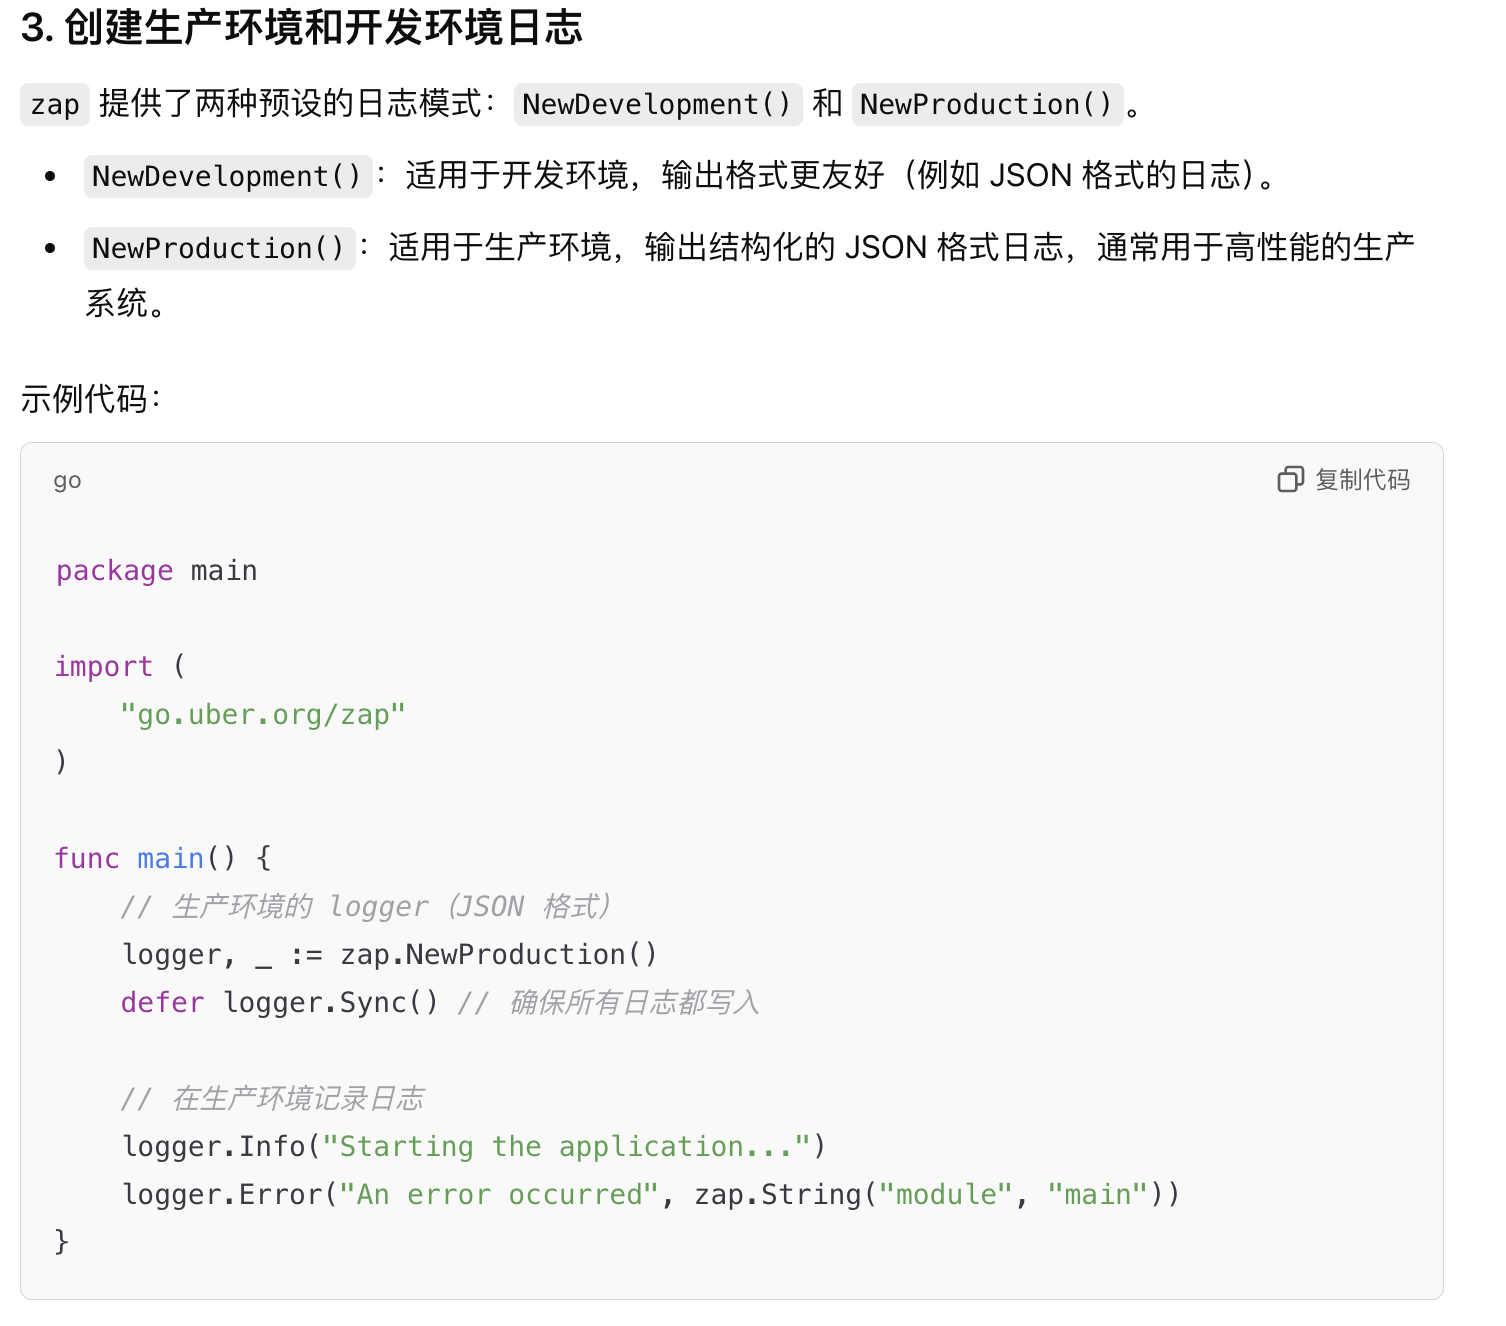 3. 创建生产环境和开发环境日志
zap 提供了两种预设的日志模式：NewDevelopment() 和 NewProduction()。
• NewDevelopment()：适用于开发环境，输出格式更友好（例如 JSON 格式的日志）。
• NewProduction()：适用于生产环境，输出结构化的 JSON 格式日志，通常用于高性能的生产
系统。
示例代码：
go
复制代码
package main
import (
    "go.uber.org/zap"
)
func main() {
    // 生产环境的 logger（JSON 格式）
    logger, _ := zap.NewProduction()
    defer logger.Sync() // 确保所有日志都写入
    // 在生产环境记录日志
    logger.Info("Starting the application...")
    logger.Error("An error occurred", zap.String("module", "main"))
}